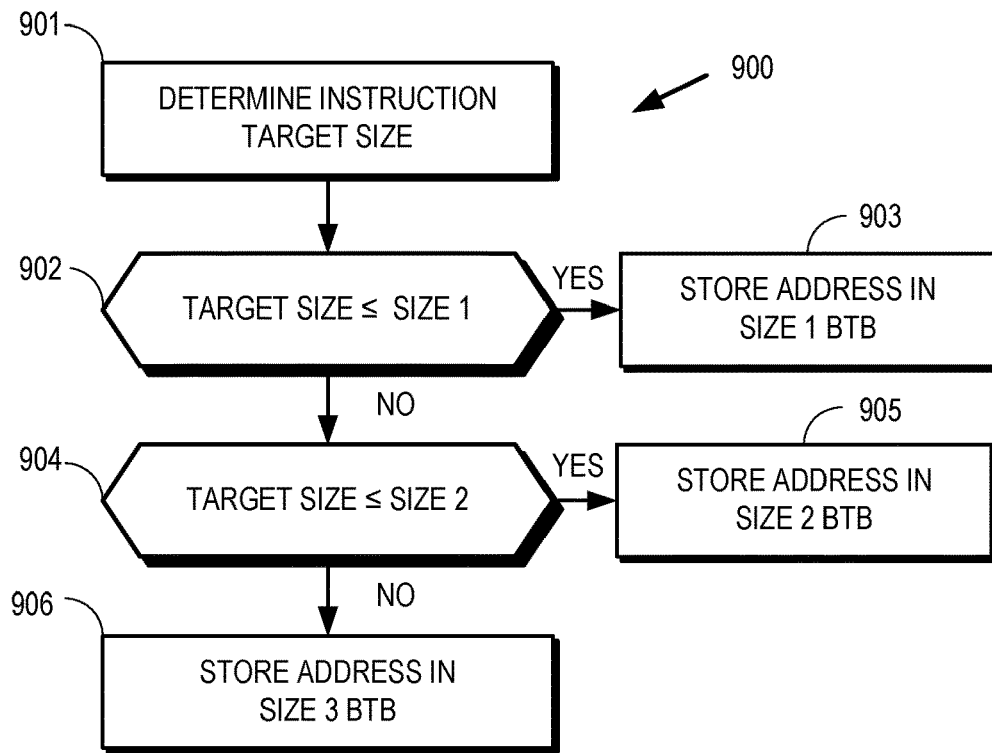 901
900
DETERMINE INSTRUCTION
TARGET SIZE
902
TARGET SIZE ≤ SIZE 1
YES
903
STORE ADDRESS IN
SIZE 1 BTB
NO
904
TARGET SIZE ≤ SIZE 2
YES
905
STORE ADDRESS IN
SIZE 2 BTB
NO
906
STORE ADDRESS IN
SIZE 3 BTB